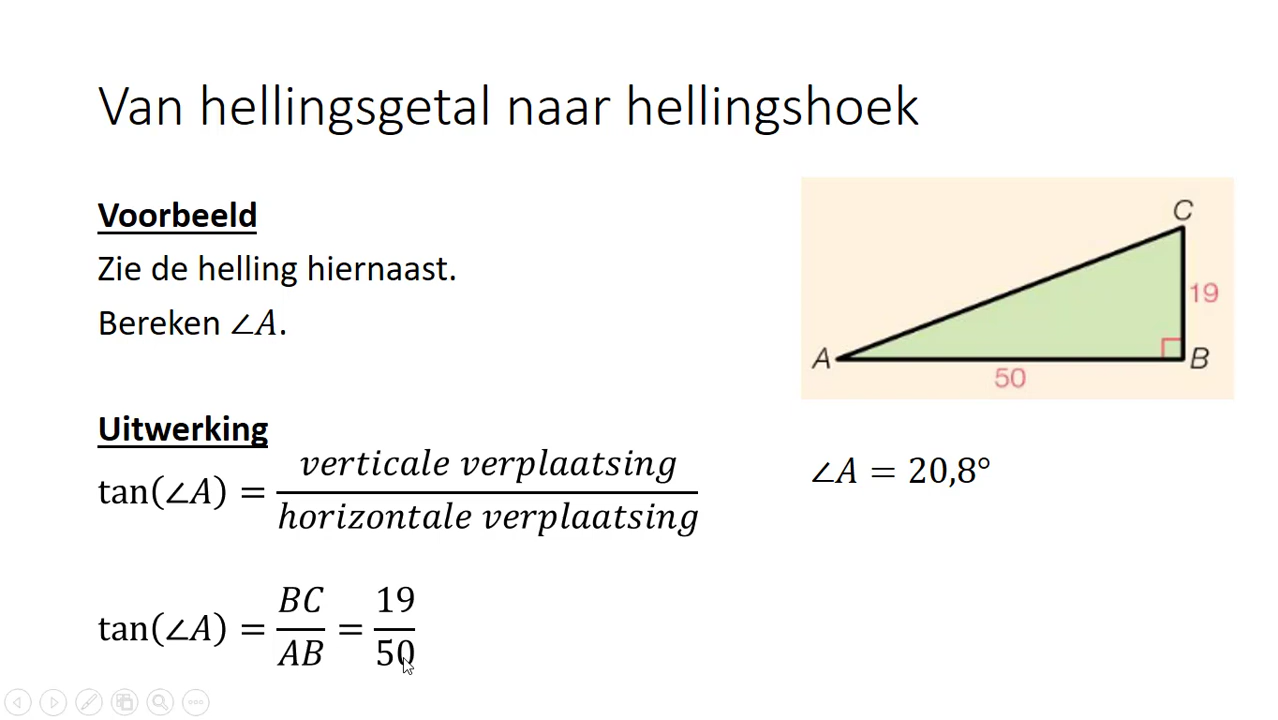 Van hellingsgetal naar hellingshoek
Voorbeeld
Zie de helling hiernaast.
Bereken ∠A.
C
19
A
B
50
Uitwerking
tan(∠A) = verticale verplaatsing / horizontale verplaatsing
∠A = 20,8°
tan(∠A) = BC / AB = 19 / 50